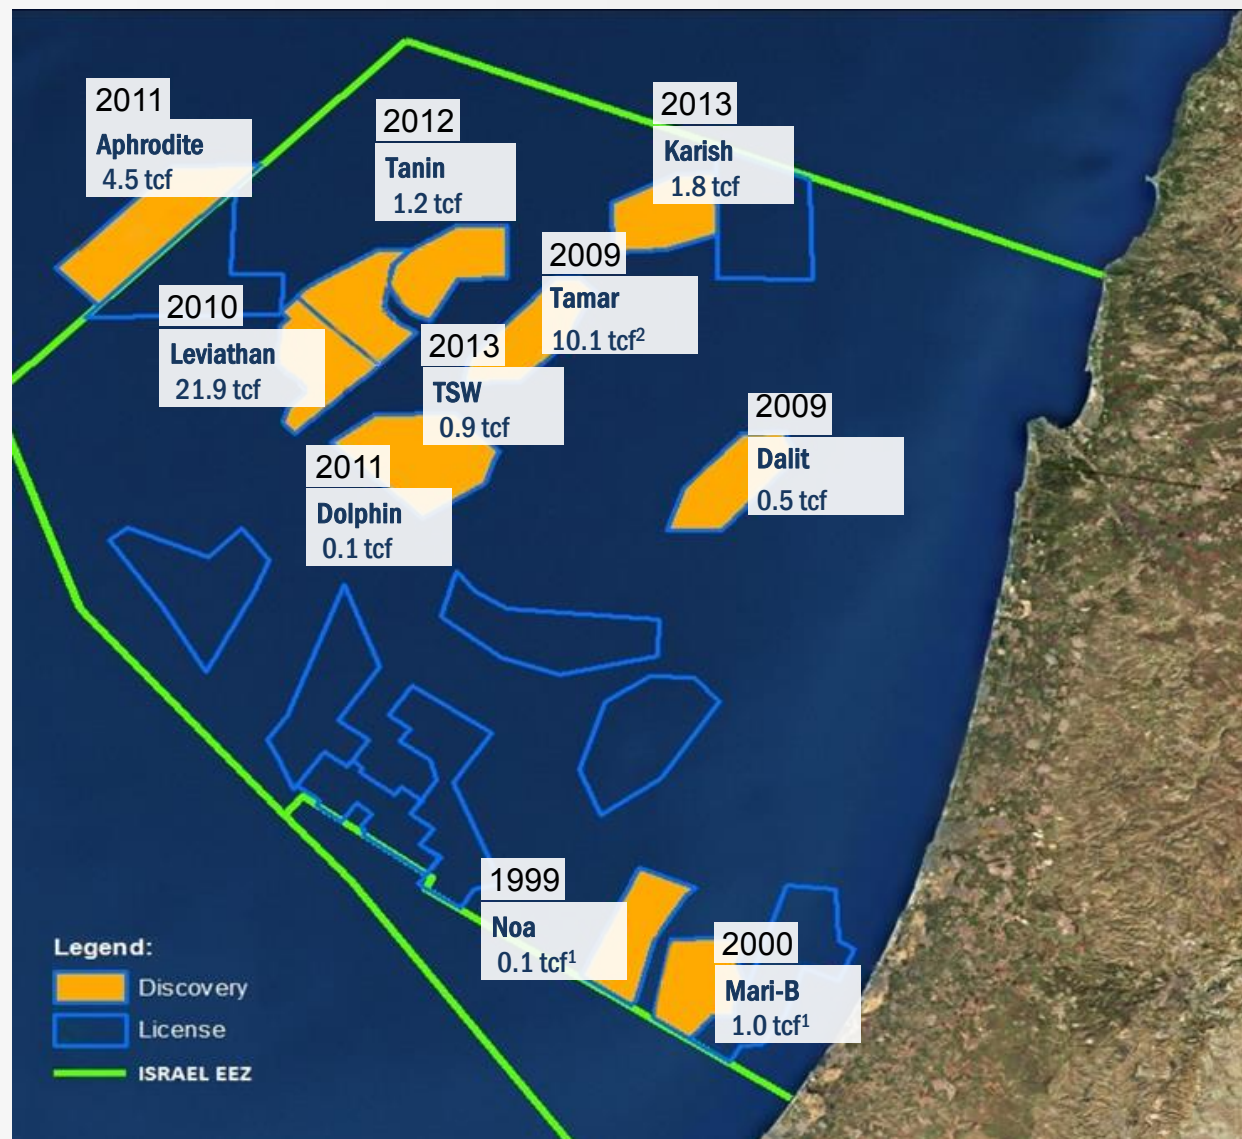 2011
Aphrodite
4.5 tcf
2012
Tanin
1.2 tcf
2013
Karish
1.8 tcf
2009
Tamar
10.1 tcf²
2010
Leviathan
21.9 tcf
2013
TSW
0.9 tcf
2009
Dalit
0.5 tcf
2011
Dolphin
0.1 tcf
1999
Noa
0.1 tcf¹
2000
Mari-B
1.0 tcf¹
Legend:
Discovery
License
ISRAEL EEZ